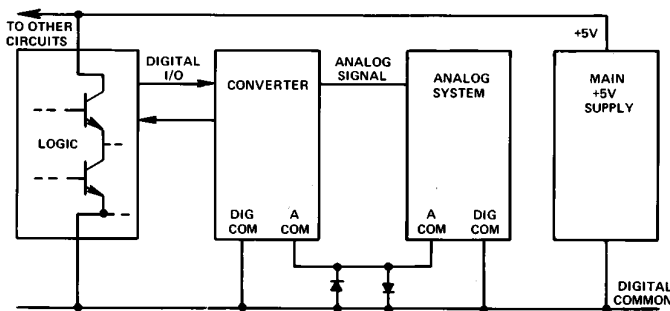 TO OTHER
CIRCUITS
+5V
DIGITAL
I/O
CONVERTER
ANALOG
SIGNAL
ANALOG
SYSTEM
MAIN
+5V
SUPPLY
LOGIC
DIG
COM
A
COM
A
COM
DIG
COM
DIGITAL
COMMON